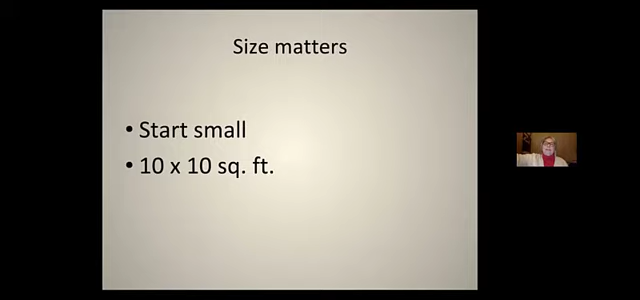 Size matters
• Start small
• 10 x 10 sq. ft.